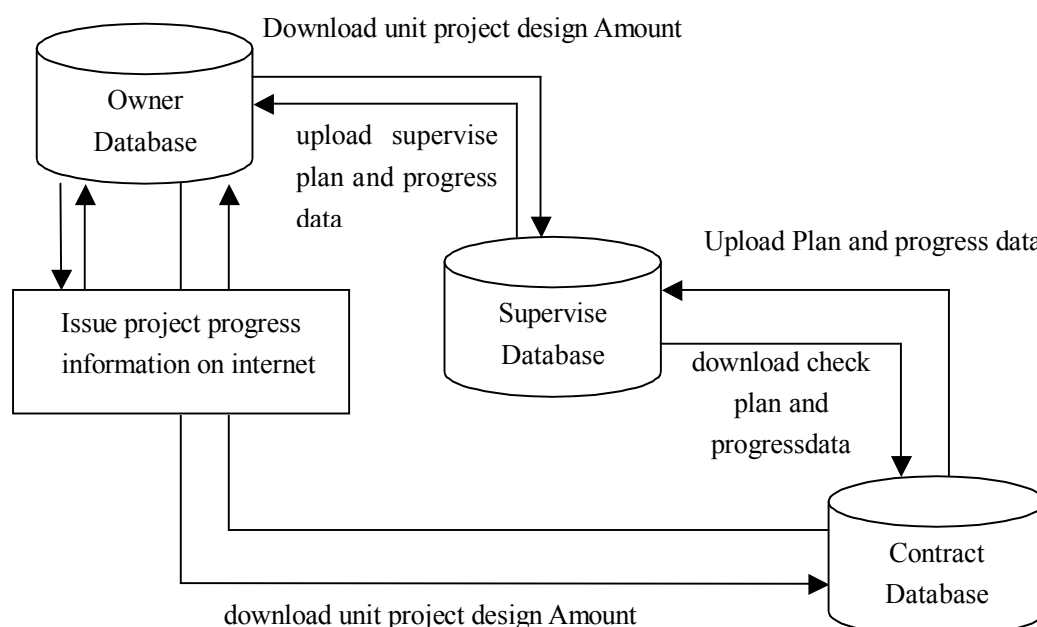 Download unit project design Amount
Owner
Database
upload supervise
plan and progress
data
Upload Plan and progress data
Issue project progress
information on internet
Supervise
Database
download check
plan and
progressdata
Contract
Database
download unit project design Amount